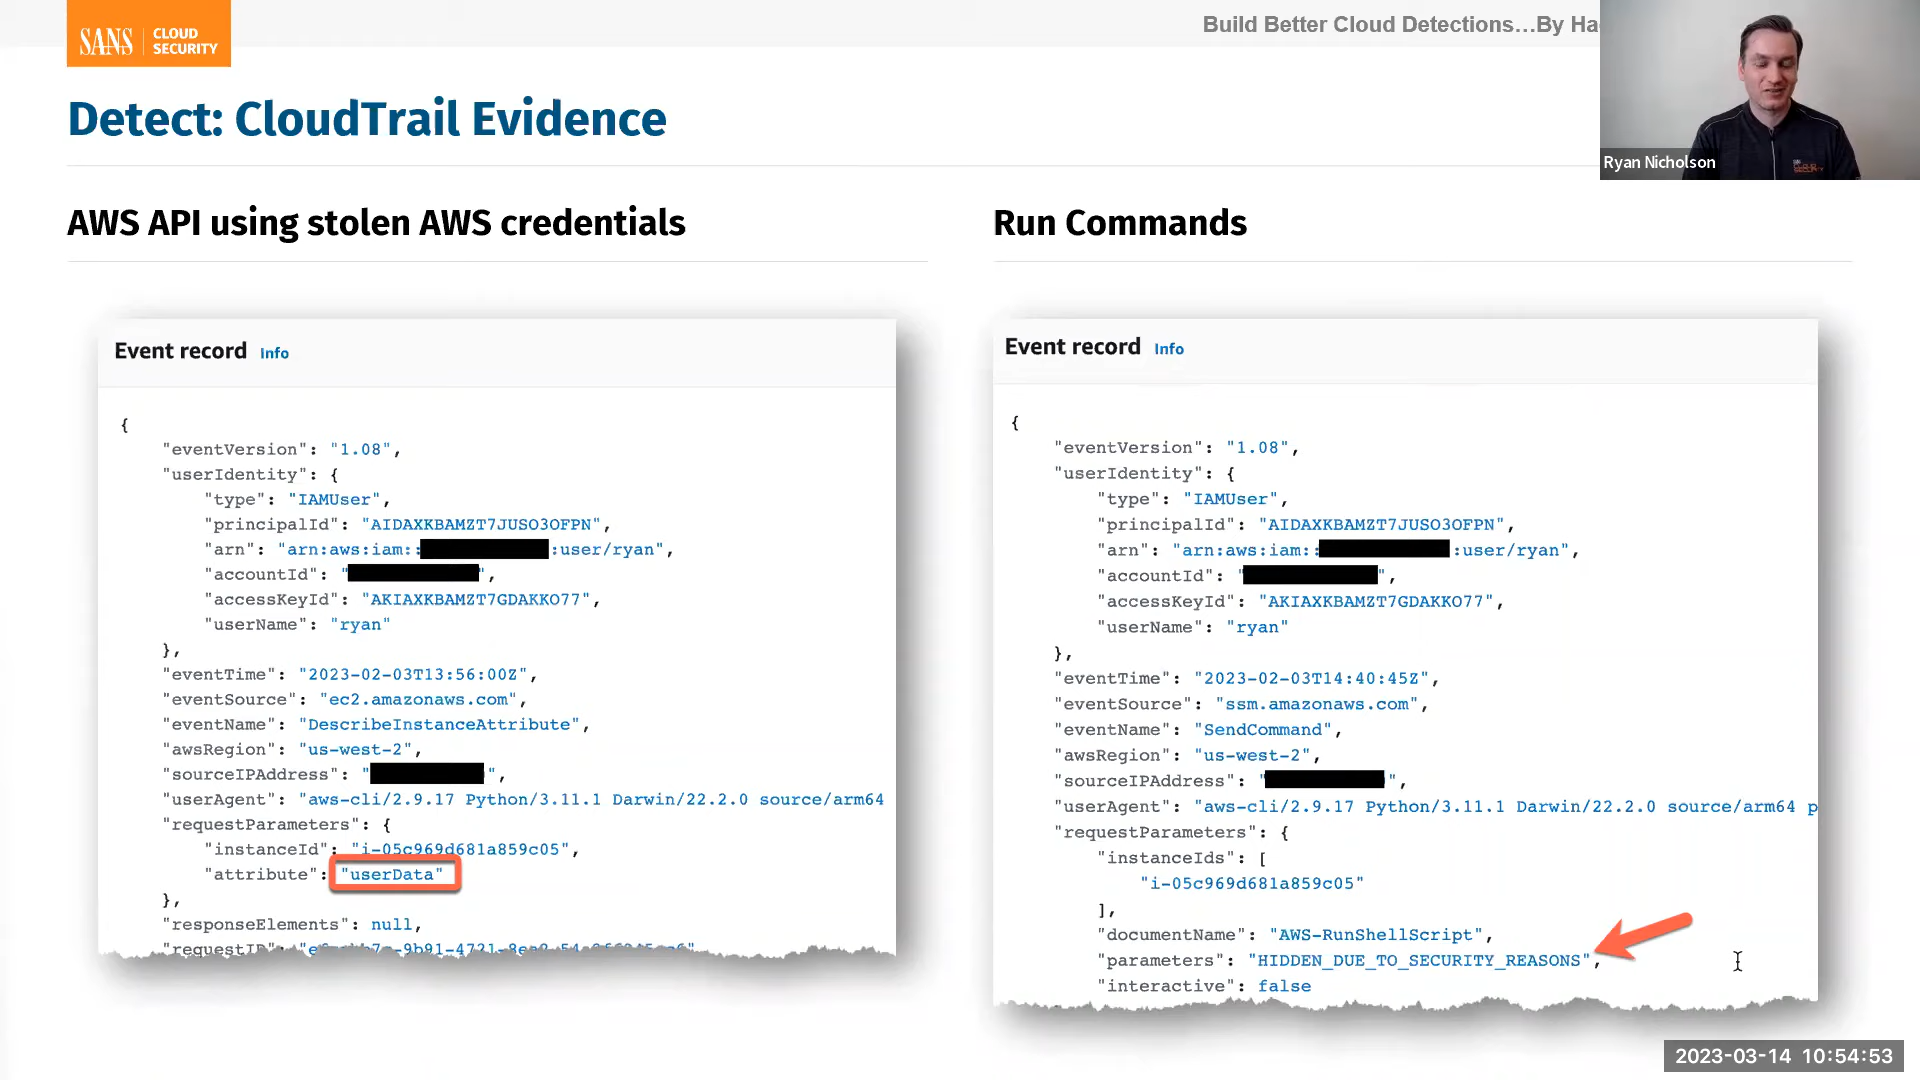 SANS
CLOUD
SECURITY
Build Better Cloud Detections…By Ha
Ryan Nicholson
Detect: CloudTrail Evidence
AWS API using stolen AWS credentials
Event record Info
{
"eventVersion": "1.08",
"userIdentity": {
"type": "IAMUser",
"principalId": "AIDAXKBAMZT7JUSO3OFPN",
"arn": "arn:aws:iam:: :user/ryan",
"accountId": " ",
"accessKeyId": "AKIAXKBAMZT7GDAKKO77",
"userName": "ryan"
},
"eventTime": "2023-02-03T13:56:00Z",
"eventSource": "ec2.amazonaws.com",
"eventName": "DescribeInstanceAttribute",
"awsRegion": "us-west-2",
"sourceIPAddress": " ",
"userAgent": "aws-cli/2.9.17 Python/3.11.1 Darwin/22.2.0 source/arm64
"requestParameters": {
"instanceId": "i-05c969d681a859c05",
"attribute": "userData"
},
"responseElements": null,
"requestID":
Run Commands
Event record Info
{
"eventVersion": "1.08",
"userIdentity": {
"type": "IAMUser",
"principalId": "AIDAXKBAMZT7JUSO3OFPN",
"arn": "arn:aws:iam:: :user/ryan",
"accountId": " ",
"accessKeyId": "AKIAXKBAMZT7GDAKKO77",
"userName": "ryan"
},
"eventTime": "2023-02-03T14:40:45Z",
"eventSource": "ssm.amazonaws.com",
"eventName": "SendCommand",
"awsRegion": "us-west-2",
"sourceIPAddress": " ",
"userAgent": "aws-cli/2.9.17 Python/3.11.1 Darwin/22.2.0 source/arm64 p
"requestParameters": {
"instanceIds": [
"i-05c969d681a859c05"
],
"documentName": "AWS-RunShellScript",
"parameters": "HIDDEN_DUE_TO_SECURITY_REASONS",
"interactive": false
2023-03-14 10:54:53